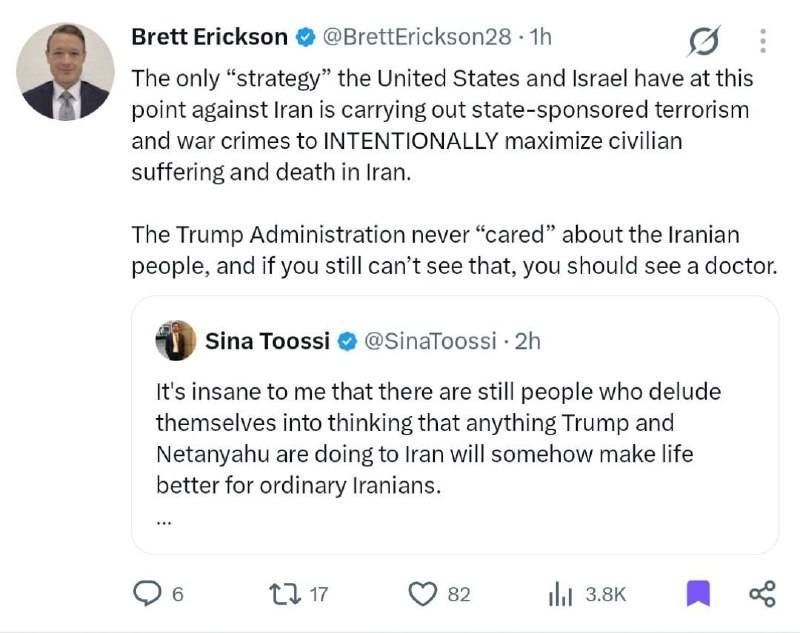 Brett Erickson @BrettErickson28 · 1h
The only “strategy” the United States and Israel have at this
point against Iran is carrying out state-sponsored terrorism
and war crimes to INTENTIONALLY maximize civilian
suffering and death in Iran.
The Trump Administration never “cared” about the Iranian
people, and if you still can’t see that, you should see a doctor.
Sina Toossi @SinaToossi · 2h
It's insane to me that there are still people who delude
themselves into thinking that anything Trump and
Netanyahu are doing to Iran will somehow make life
better for ordinary Iranians.
...
6 17 82 3.8K